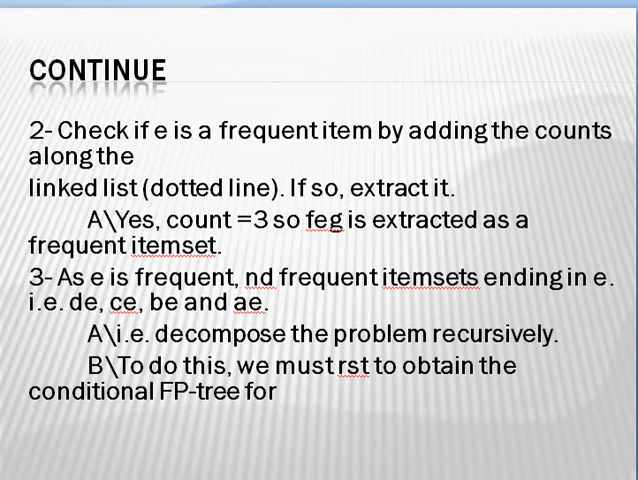 CONTINUE
2- Check if e is a frequent item by adding the counts
along the
linked list (dotted line). If so, extract it.
A\Yes, count =3 so feg is extracted as a
frequent itemset.
3- As e is frequent, nd frequent itemsets ending in e.
i.e. de, ce, be and ae.
A\i.e. decompose the problem recursively.
B\To do this, we must rst to obtain the
conditional FP-tree for